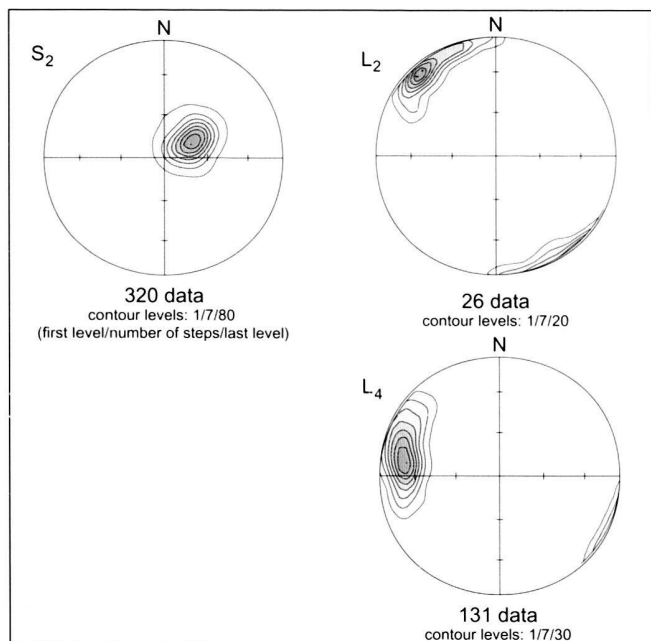 N
S₂
320 data
contour levels: 1/7/80
(first level/number of steps/last level)
N
L₂
26 data
contour levels: 1/7/20
N
L₄
131 data
contour levels: 1/7/30